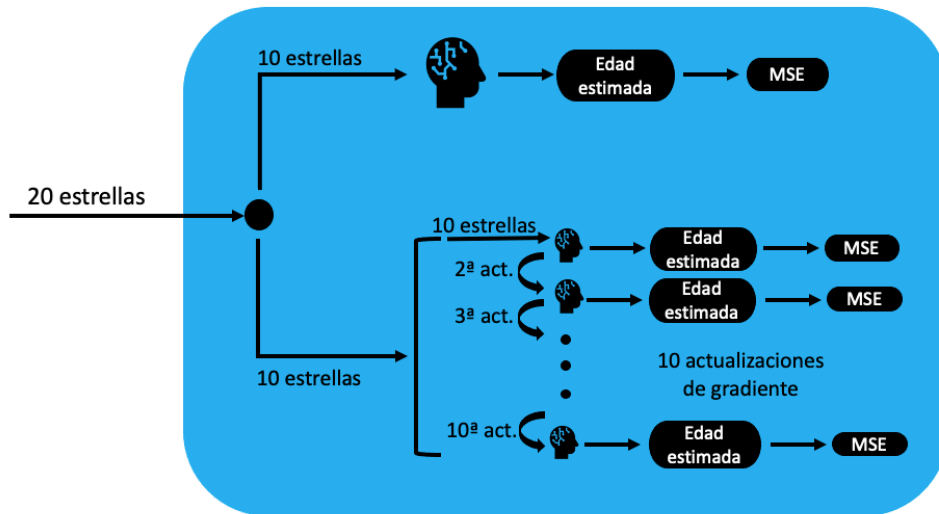 10 estrellas
Edad
estimada
MSE
20 estrellas
10 estrellas
Edad
estimada
MSE
2ª act.
Edad
estimada
MSE
3ª act.
10 estrellas
10 actualizaciones
de gradiente
10ª act.
Edad
estimada
MSE